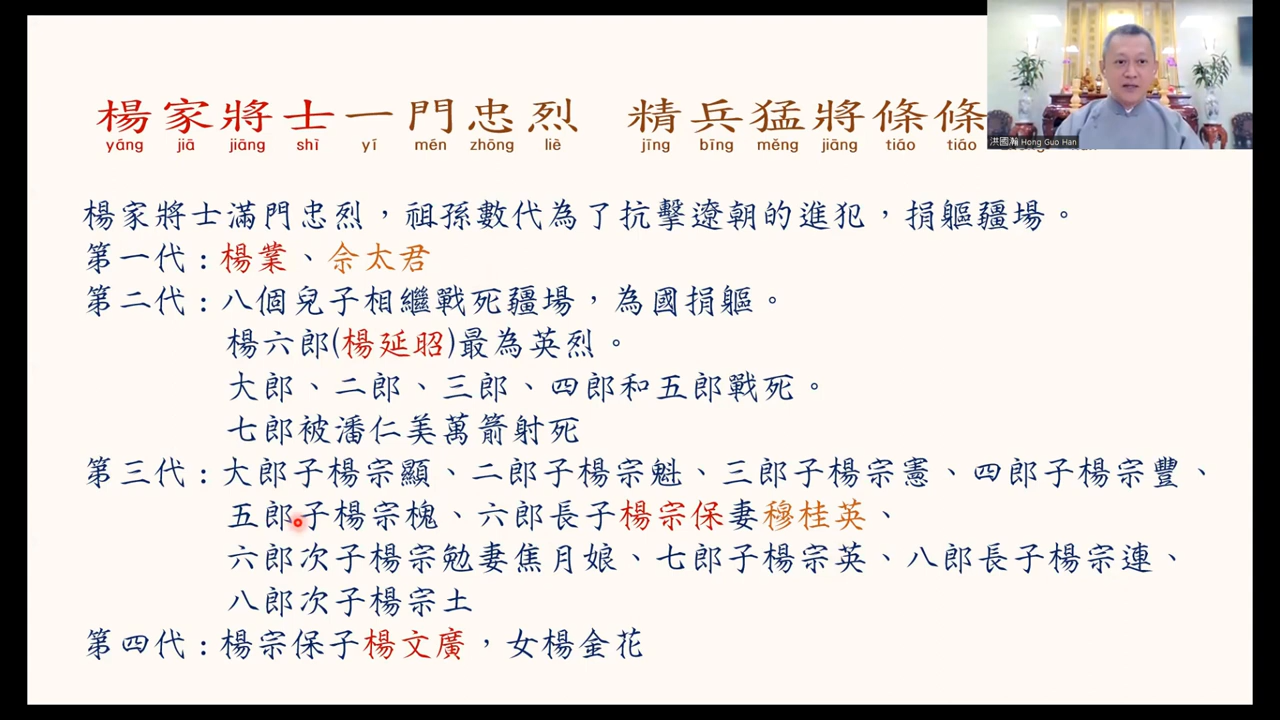 楊家將士一門忠烈 精兵猛將條條
yáng jiā jiāng shì yí mén zhōng liè jīng bīng měng jiāng tiáo tiáo
洪國瀚 Hong Guo Han
楊家將士滿門忠烈，祖孫數代為了抗擊遼朝的進犯，捐軀疆場。
第一代：楊業、佘太君
第二代：八個兒子相繼戰死疆場，為國捐軀。
楊六郎(楊延昭)最為英烈。
大郎、二郎、三郎、四郎和五郎戰死。
七郎被潘仁美萬箭射死
第三代：大郎子楊宗顯、二郎子楊宗魁、三郎子楊宗憲、四郎子楊宗豐、
五郎子楊宗槐、六郎長子楊宗保妻穆桂英、
六郎次子楊宗勉妻焦月娘、七郎子楊宗英、八郎長子楊宗連、
八郎次子楊宗土
第四代：楊宗保子楊文廣，女楊金花